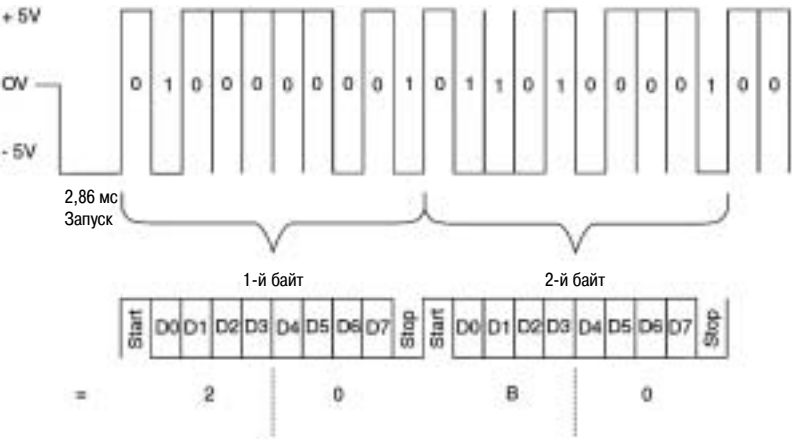 + 5V
0V
0 1 0 0 0 0 0 0 0 1 0 1 1 0 1 0 0 0 0 1 0 0
- 5V
2,86 мс
Запуск
1-й байт 2-й байт
Start D0 D1 D2 D3 D4 D5 D6 D7 Stop Start D0 D1 D2 D3 D4 D5 D6 D7 Stop
= 2 0 B 0